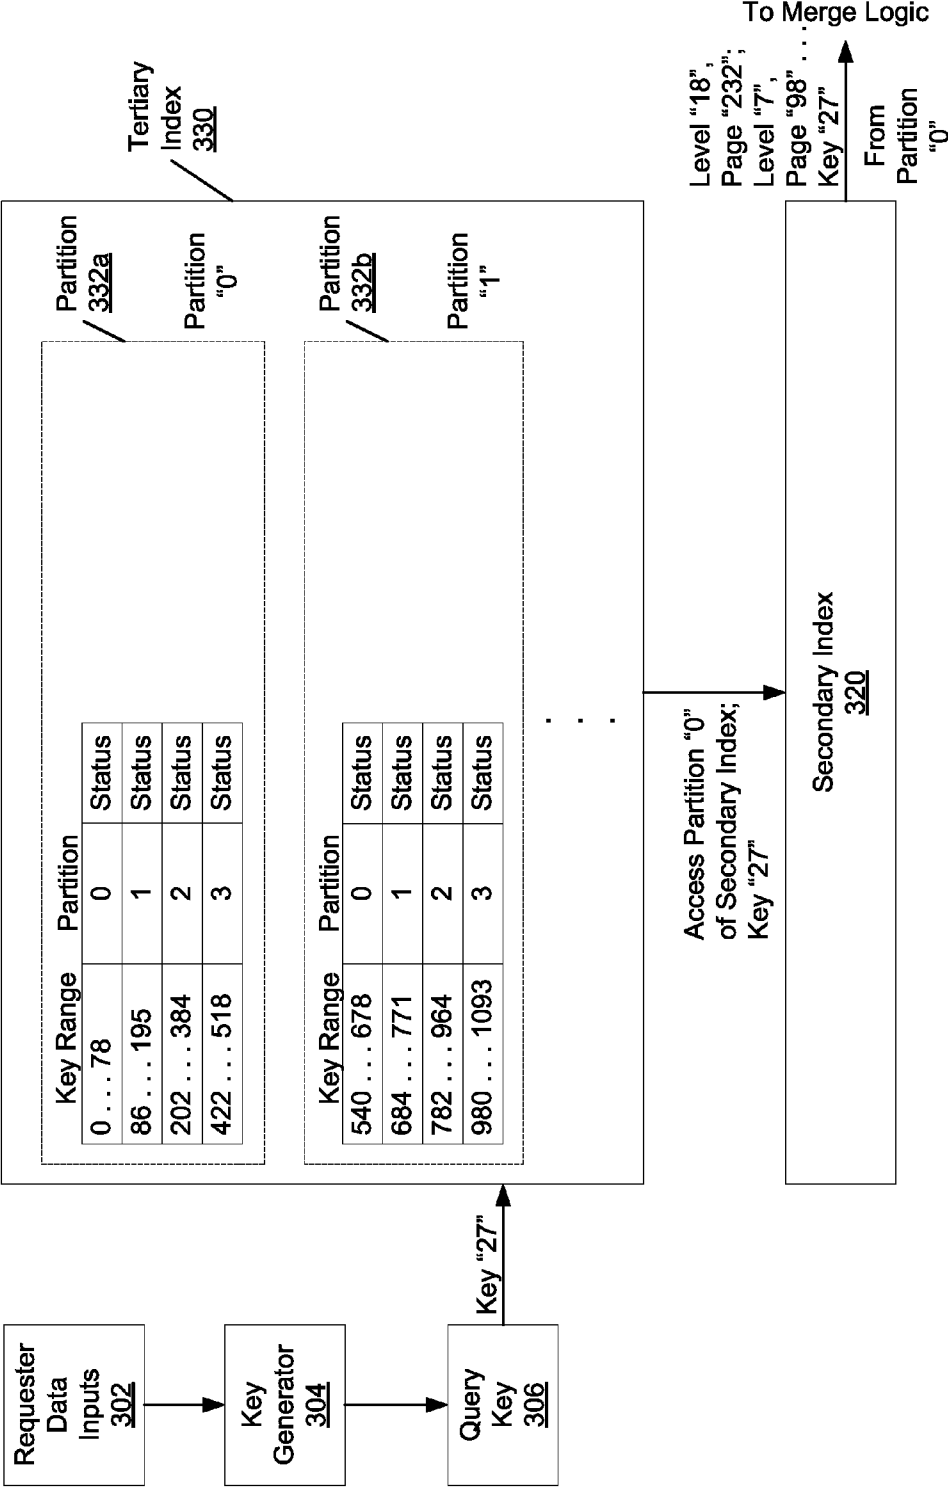 Requester
Data
Inputs
302
Key
Generator
304
Query
Key
306
Key “27”
Tertiary
Index
330
Partition
332a
Partition
“0”
Key Range Partition
0 . . . 78 0 Status
86 . . . 195 1 Status
202 . . . 384 2 Status
422 . . . 518 3 Status
Partition
332b
Partition
“1”
Key Range Partition
540 . . . 678 0 Status
684 . . . 771 1 Status
782 . . . 964 2 Status
980 . . . 1093 3 Status
. . .
Access Partition “0”
of Secondary Index;
Key “27”
Secondary Index
320
Level “18”,
Page “232”;
Level “7”,
Page “98” . . .
Key “27”
From
Partition
“0”
To Merge Logic